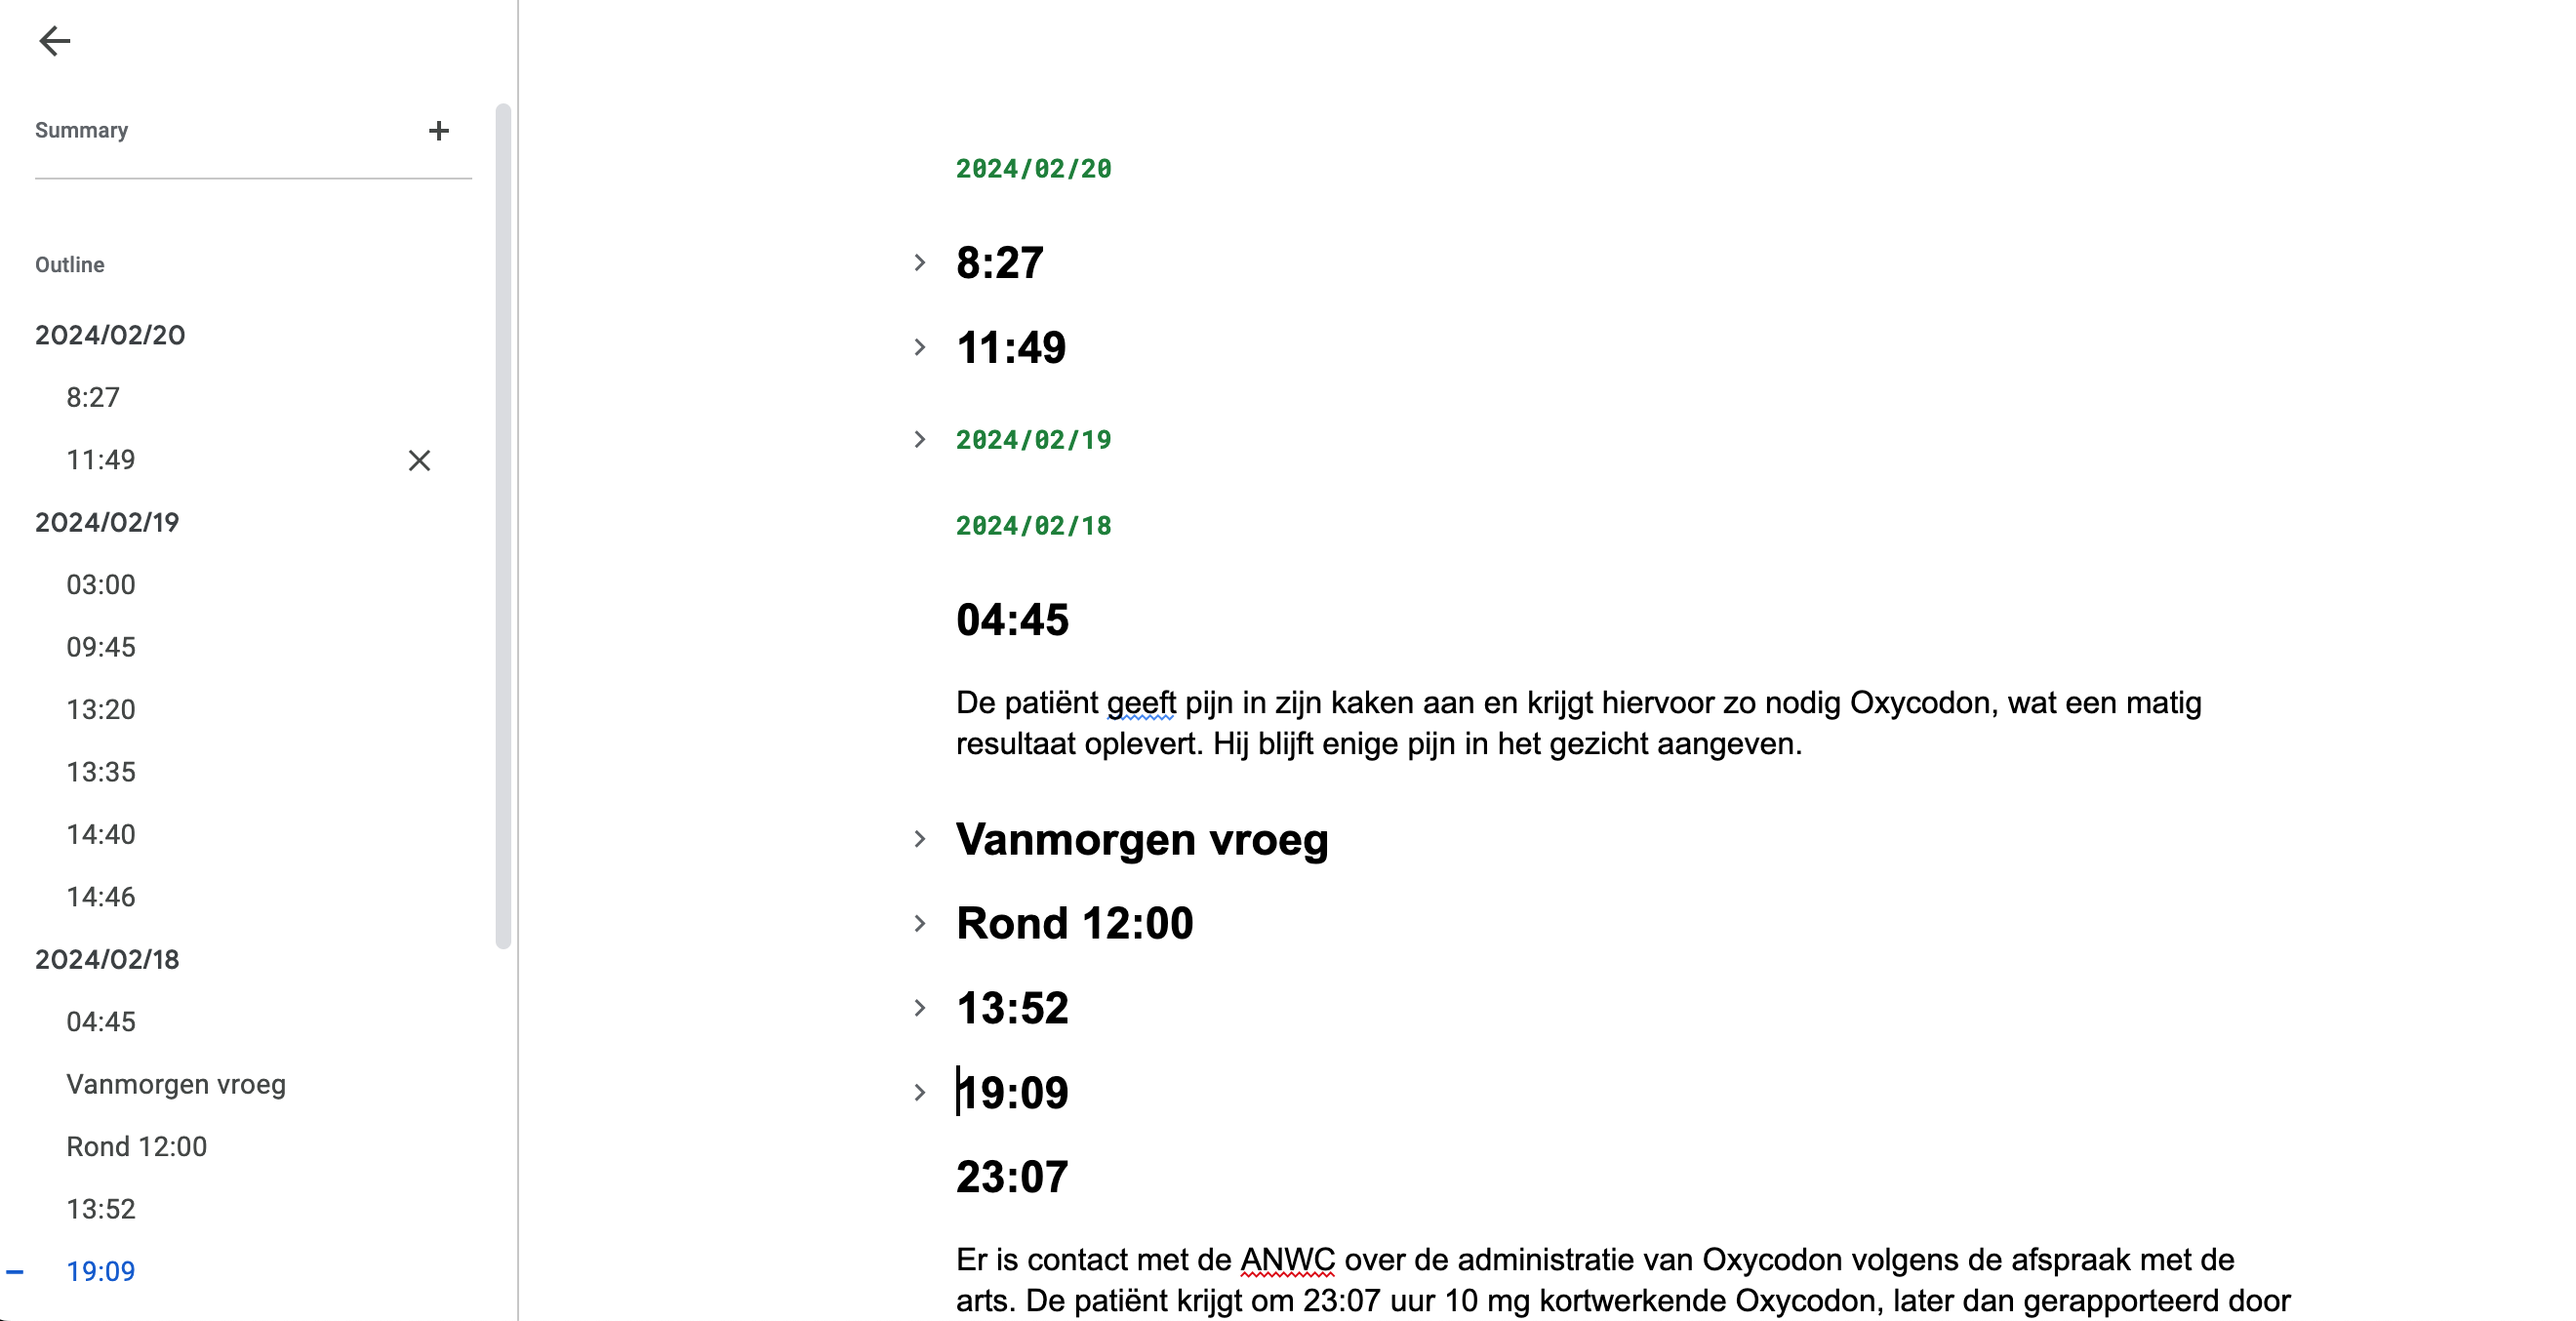 Summary
Outline
2024/02/20
8:27
11:49
2024/02/19
03:00
09:45
13:20
13:35
14:40
14:46
2024/02/18
04:45
Vanmorgen vroeg
Rond 12:00
13:52
19:09
2024/02/20
8:27
11:49
2024/02/19
2024/02/18
04:45
De patiënt geeft pijn in zijn kaken aan en krijgt hiervoor zo nodig Oxycodon, wat een matig
resultaat oplevert. Hij blijft enige pijn in het gezicht aangeven.
Vanmorgen vroeg
Rond 12:00
13:52
19:09
23:07
Er is contact met de ANWC over de administratie van Oxycodon volgens de afspraak met de
arts. De patiënt krijgt om 23:07 uur 10 mg kortwerkende Oxycodon, later dan gerapporteerd door